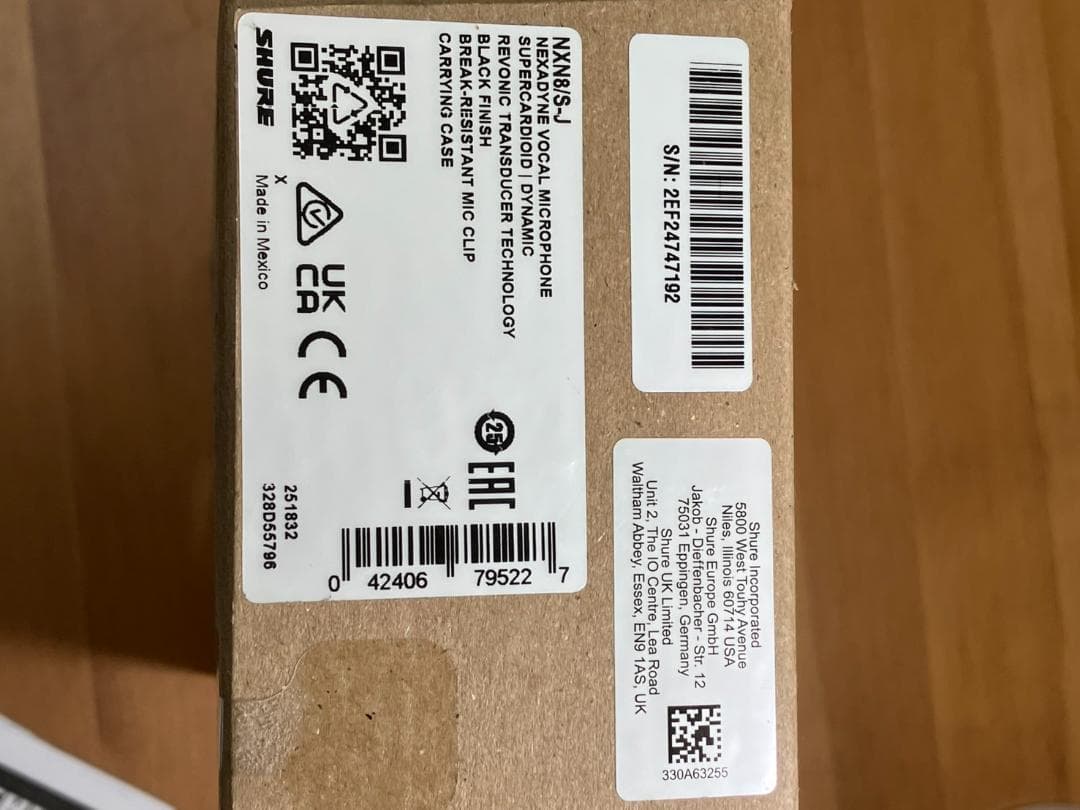 SHURE
NXN8/S-J
NEXADYNE VOCAL MICROPHONE
SUPERCARDIOID | DYNAMIC
REVONIC TRANSDUCER TECHNOLOGY
BLACK FINISH
BREAK-RESISTANT MIC CLIP
CARRYING CASE
X
Made in Mexico
UK
CA
CE
25
EAC
251832
328D55796
0 42406 79522 7
S/N: 2EF24747192
Shure Incorporated
5800 West Touhy Avenue
Niles, Illinois 60714 USA
Shure Europe GmbH
Jakob - Dieffenbacher - Str. 12
75031 Eppingen, Germany
Shure UK Limited
Unit 2, The IO Centre, Lea Road
Waltham Abbey, Essex, EN9 1AS, UK
330A63255